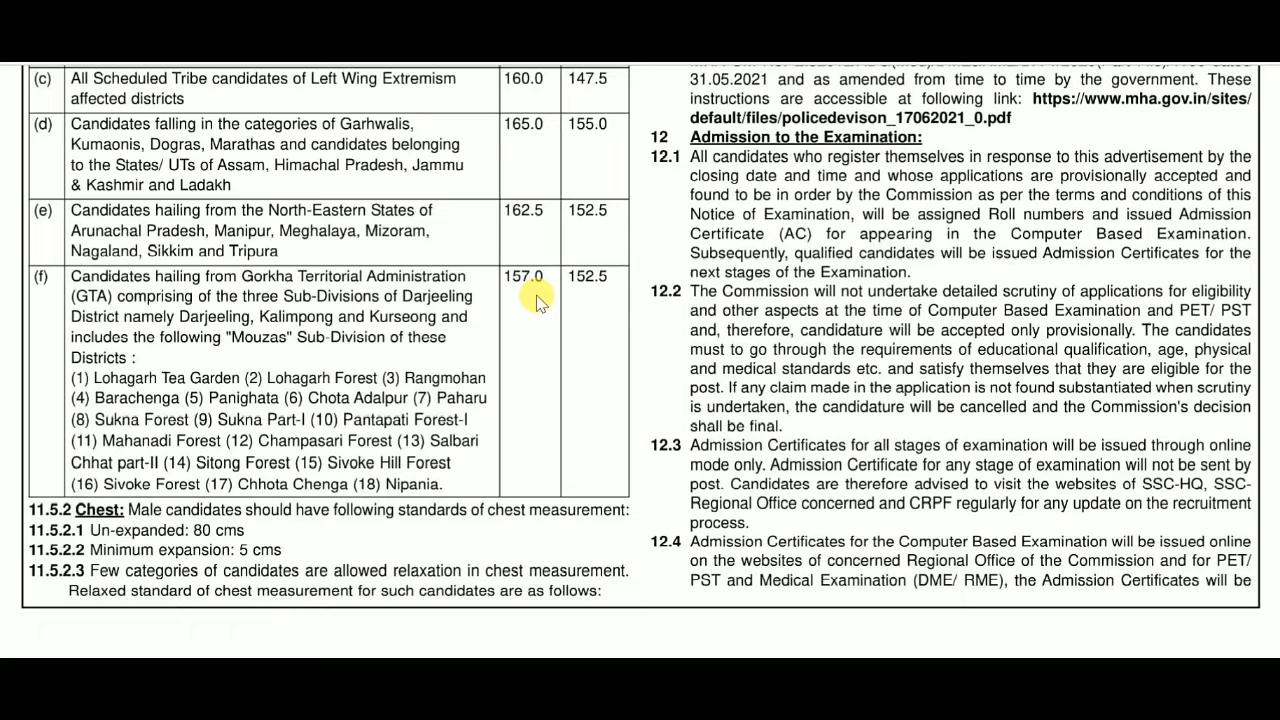 (c) All Scheduled Tribe candidates of Left Wing Extremism 160.0 147.5
affected districts
(d) Candidates falling in the categories of Garhwalis, 165.0 155.0
Kumaonis, Dogras, Marathas and candidates belonging
to the States/ UTs of Assam, Himachal Pradesh, Jammu
& Kashmir and Ladakh
(e) Candidates hailing from the North-Eastern States of 162.5 152.5
Arunachal Pradesh, Manipur, Meghalaya, Mizoram,
Nagaland, Sikkim and Tripura
(f) Candidates hailing from Gorkha Territorial Administration 157.0 152.5
(GTA) comprising of the three Sub-Divisions of Darjeeling
District namely Darjeeling, Kalimpong and Kurseong and
includes the following "Mouzas" Sub-Division of these
Districts :
(1) Lohagarh Tea Garden (2) Lohagarh Forest (3) Rangmohan
(4) Barachenga (5) Panighata (6) Chota Adalpur (7) Paharu
(8) Sukna Forest (9) Sukna Part-I (10) Pantapati Forest-I
(11) Mahanadi Forest (12) Champasari Forest (13) Salbari
Chhat part-II (14) Sitong Forest (15) Sivoke Hill Forest
(16) Sivoke Forest (17) Chhota Chenga (18) Nipania.
11.5.2 Chest: Male candidates should have following standards of chest measurement:
11.5.2.1 Un-expanded: 80 cms
11.5.2.2 Minimum expansion: 5 cms
11.5.2.3 Few categories of candidates are allowed relaxation in chest measurement.
Relaxed standard of chest measurement for such candidates are as follows:
31.05.2021 and as amended from time to time by the government. These
instructions are accessible at following link: https://www.mha.gov.in/sites/
default/files/policedevison_17062021_0.pdf
12 Admission to the Examination:
12.1 All candidates who register themselves in response to this advertisement by the
closing date and time and whose applications are provisionally accepted and
found to be in order by the Commission as per the terms and conditions of this
Notice of Examination, will be assigned Roll numbers and issued Admission
Certificate (AC) for appearing in the Computer Based Examination.
Subsequently, qualified candidates will be issued Admission Certificates for the
next stages of the Examination.
12.2 The Commission will not undertake detailed scrutiny of applications for eligibility
and other aspects at the time of Computer Based Examination and PET/ PST
and, therefore, candidature will be accepted only provisionally. The candidates
must to go through the requirements of educational qualification, age, physical
and medical standards etc. and satisfy themselves that they are eligible for the
post. If any claim made in the application is not found substantiated when scrutiny
is undertaken, the candidature will be cancelled and the Commission's decision
shall be final.
12.3 Admission Certificates for all stages of examination will be issued through online
mode only. Admission Certificate for any stage of examination will not be sent by
post. Candidates are therefore advised to visit the websites of SSC-HQ, SSC-
Regional Office concerned and CRPF regularly for any update on the recruitment
process.
12.4 Admission Certificates for the Computer Based Examination will be issued online
on the websites of concerned Regional Office of the Commission and for PET/
PST and Medical Examination (DME/ RME), the Admission Certificates will be